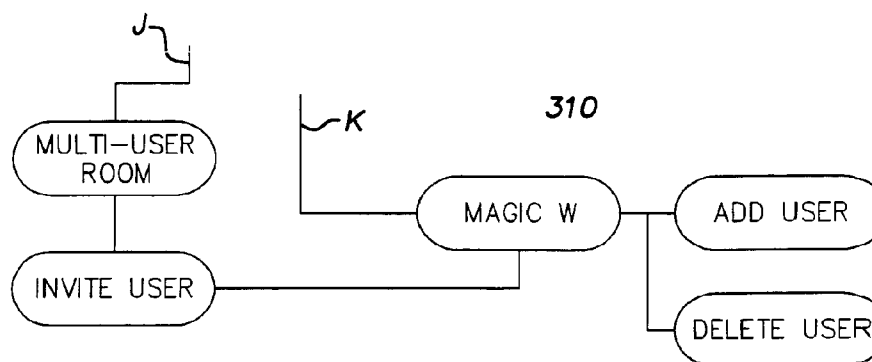 J
K
310
MULTI-USER
ROOM
MAGIC W
ADD USER
INVITE USER
DELETE USER